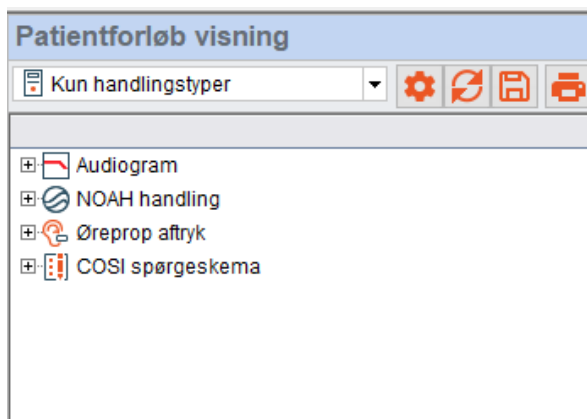 Patientforløb visning
Kun handlingstyper
Audiogram
NOAH handling
Øreprop aftryk
COSI spørgeskema